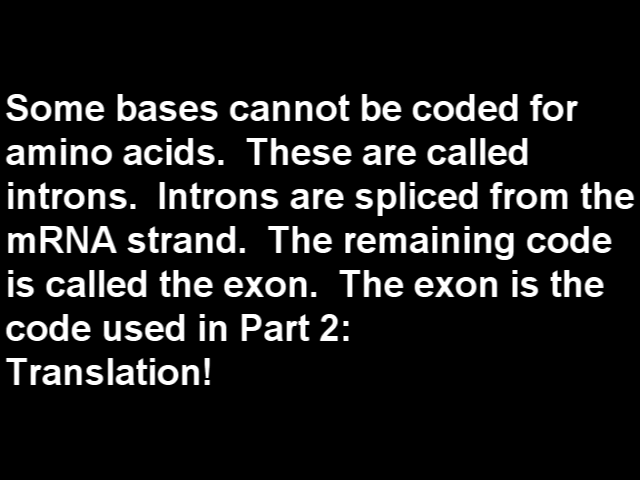 Some bases cannot be coded for
amino acids.  These are called
introns.  Introns are spliced from the
mRNA strand.  The remaining code
is called the exon.  The exon is the
code used in Part 2:
Translation!